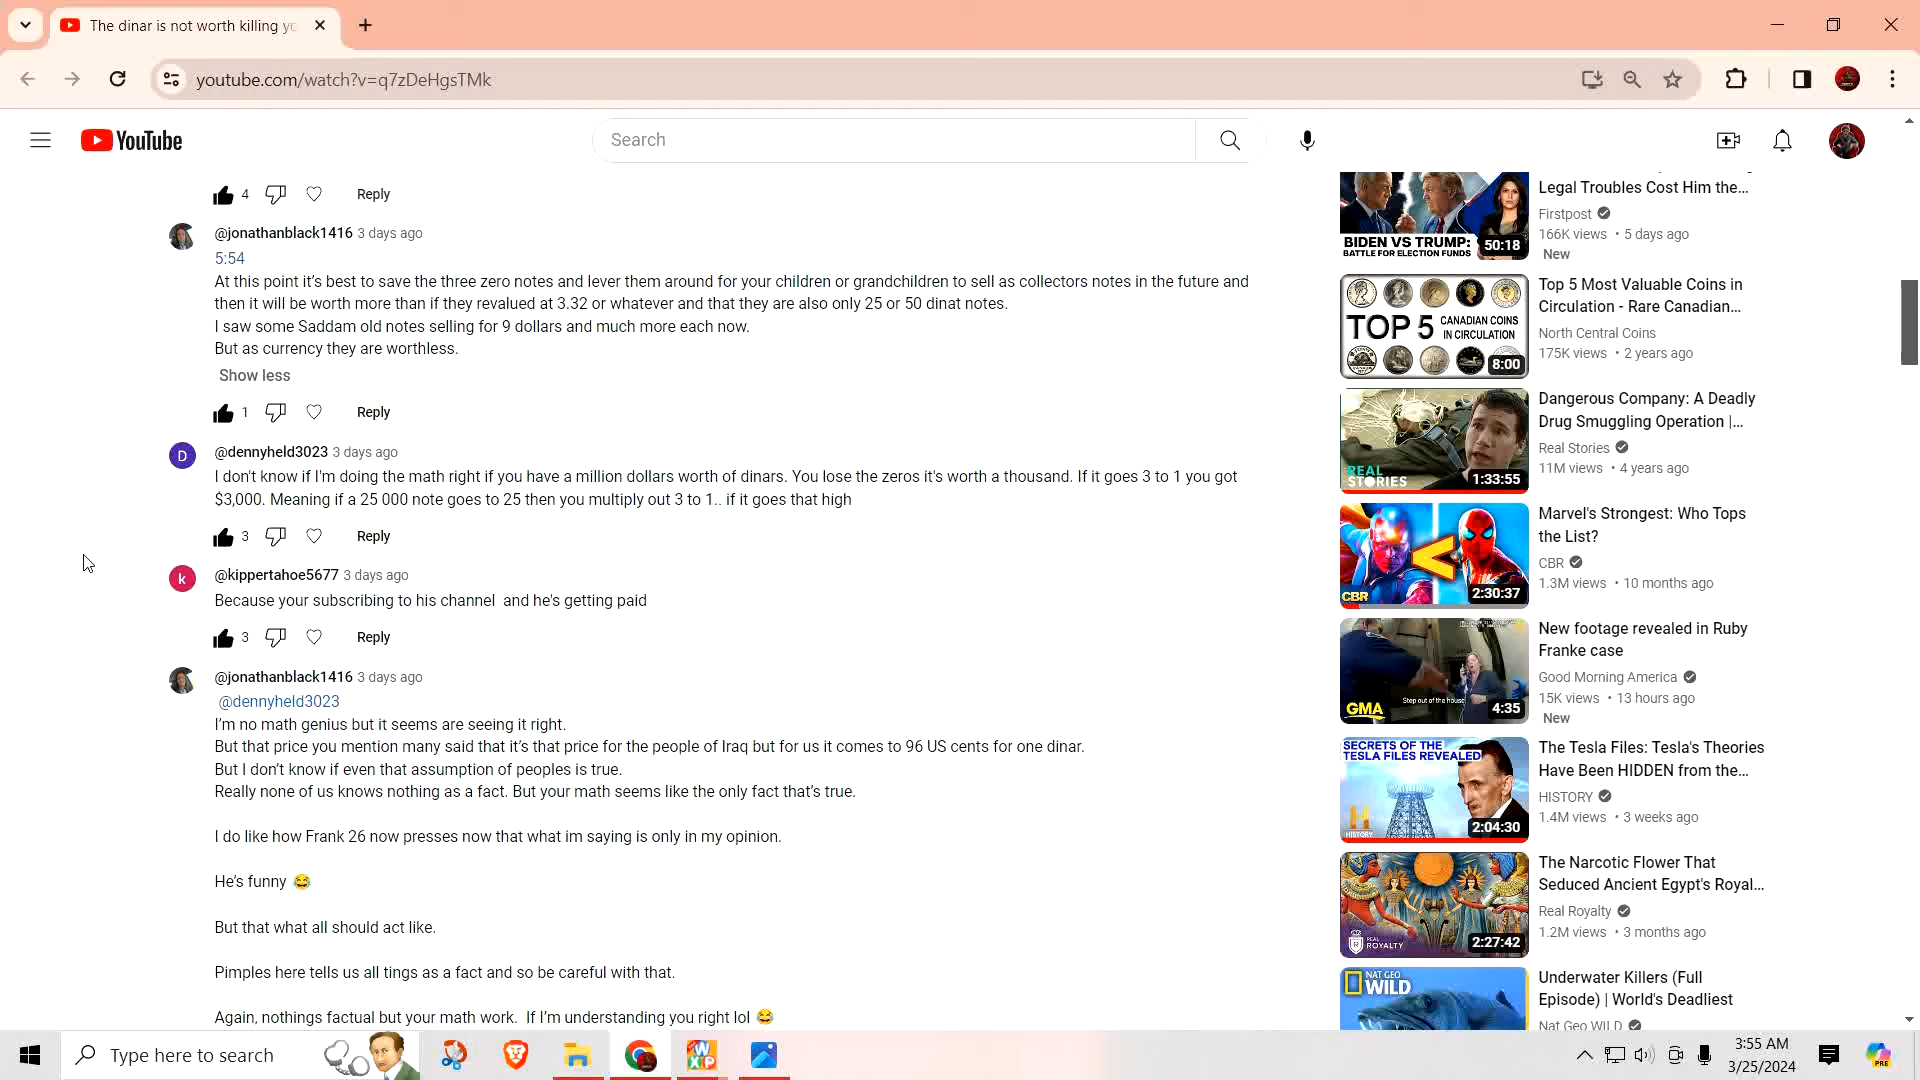 The dinar is not worth killing yo
youtube.com/watch?v=q7zDeHgsTMk
YouTube
Search
4 Reply
@jonathanblack1416 3 days ago
5:54
At this point it's best to save the three zero notes and lever them around for your children or grandchildren to sell as collectors notes in the future and
then it will be worth more than if they revalued at 3.32 or whatever and that they are also only 25 or 50 dinat notes.
I saw some Saddam old notes selling for 9 dollars and much more each now.
But as currency they are worthless.
Show less
1 Reply
D
@dennyheld3023 3 days ago
I don't know if I'm doing the math right if you have a million dollars worth of dinars. You lose the zeros it's worth a thousand. If it goes 3 to 1 you got
$3,000. Meaning if a 25 000 note goes to 25 then you multiply out 3 to 1.. if it goes that high
3 Reply
k
@kippertahoe5677 3 days ago
Because your subscribing to his channel and he's getting paid
3 Reply
@jonathanblack1416 3 days ago
@dennyheld3023
I'm no math genius but it seems are seeing it right.
But that price you mention many said that it's that price for the people of Iraq but for us it comes to 96 US cents for one dinar.
But I don't know if even that assumption of peoples is true.
Really none of us knows nothing as a fact. But your math seems like the only fact that's true.
I do like how Frank 26 now presses now that what im saying is only in my opinion.
He's funny 😂
But that what all should act like.
Pimples here tells us all tings as a fact and so be careful with that.
Again, nothings factual but your math work. If I'm understanding you right lol 😂
BIDEN VS TRUMP:
BATTLE FOR ELECTION FUNDS
50:18
Legal Troubles Cost Him the...
Firstpost
166K views • 5 days ago
New
TOP 5 CANADIAN COINS
IN CIRCULATION
8:00
Top 5 Most Valuable Coins in
Circulation - Rare Canadian...
North Central Coins
175K views • 2 years ago
REAL
STORIES
1:33:55
Dangerous Company: A Deadly
Drug Smuggling Operation |...
Real Stories
11M views • 4 years ago
CBR
2:30:37
Marvel's Strongest: Who Tops
the List?
CBR
1.3M views • 10 months ago
Step out of the house
GMA
4:35
New footage revealed in Ruby
Franke case
Good Morning America
15K views • 13 hours ago
New
SECRETS OF THE
TESLA FILES REVEALED
H
HISTORY
2:04:30
The Tesla Files: Tesla's Theories
Have Been HIDDEN from the...
HISTORY
1.4M views • 3 weeks ago
REAL
ROYALTY
2:27:42
The Narcotic Flower That
Seduced Ancient Egypt's Royal...
Real Royalty
1.2M views • 3 months ago
NAT GEO
WILD
Underwater Killers (Full
Episode) | World's Deadliest
Nat Geo WILD
Type here to search
W
XP
3:55 AM
3/25/2024
PRE